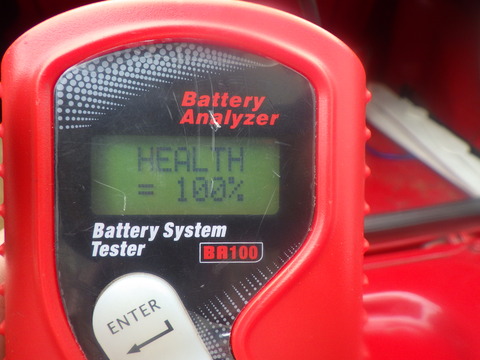 Battery
Analyzer
HEALTH
= 100%
Battery System
Tester BA100
ENTER